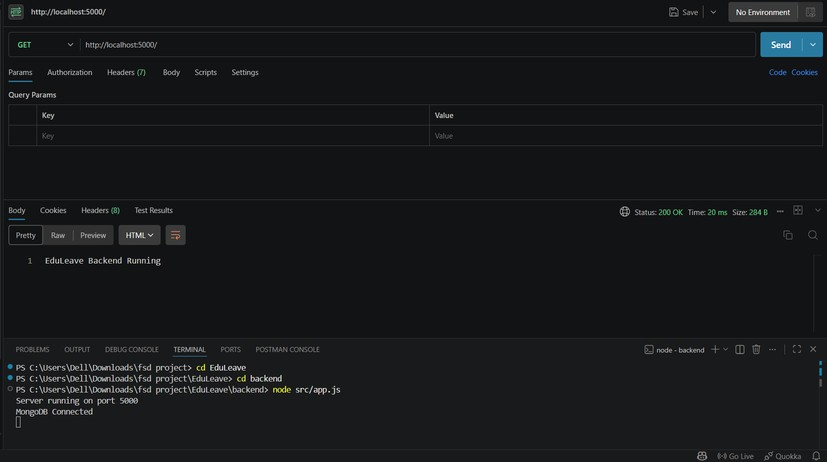 http://localhost:5000/
Save
No Environment
GET
http://localhost:5000/
Send
Params Authorization Headers (7) Body Scripts Settings
Code Cookies
Query Params
Key Value
Key Value
Body Cookies Headers (8) Test Results
Status: 200 OK Time: 20 ms Size: 284 B
Pretty Raw Preview HTML
1 EduLeave Backend Running
PROBLEMS OUTPUT DEBUG CONSOLE TERMINAL PORTS POSTMAN CONSOLE
node - backend
PS C:\Users\Dell\Downloads\fsd project> cd EduLeave
PS C:\Users\Dell\Downloads\fsd project\EduLeave> cd backend
PS C:\Users\Dell\Downloads\fsd project\EduLeave\backend> node src/app.js
Server running on port 5000
MongoDB Connected
Go Live Quokka